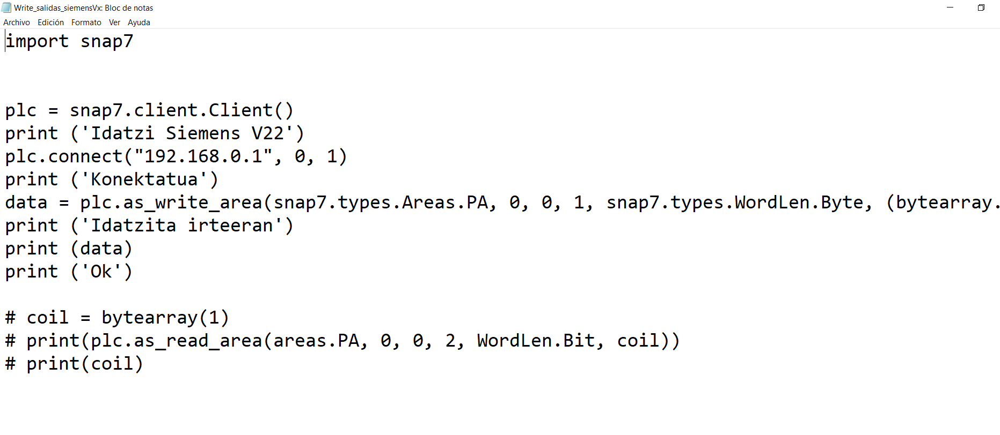 Write_salidas_siemensVx: Bloc de notas
Archivo Edición Formato Ver Ayuda
import snap7
plc = snap7.client.Client()
print ('Idatzi Siemens V22')
plc.connect("192.168.0.1", 0, 1)
print ('Konektatua')
data = plc.as_write_area(snap7.types.Areas.PA, 0, 0, 1, snap7.types.WordLen.Byte, (bytearray.
print ('Idatzita irteeran')
print (data)
print ('Ok')
# coil = bytearray(1)
# print(plc.as_read_area(areas.PA, 0, 0, 2, WordLen.Bit, coil))
# print(coil)